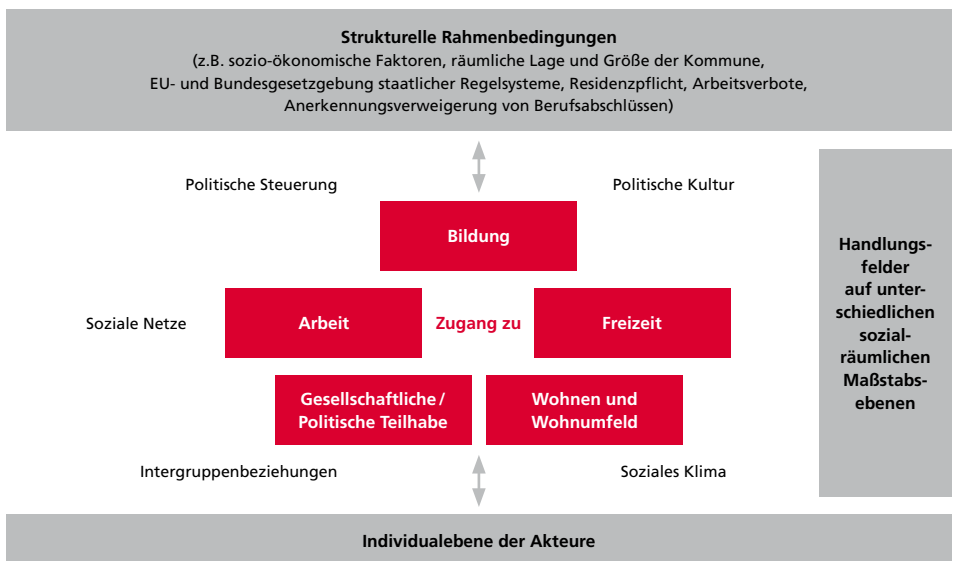 Strukturelle Rahmenbedingungen
(z.B. sozio-ökonomische Faktoren, räumliche Lage und Größe der Kommune,
EU- und Bundesgesetzgebung staatlicher Regelsysteme, Residenzpflicht, Arbeitsverbote,
Anerkennungsverweigerung von Berufsabschlüssen)
Politische Steuerung
Politische Kultur
Bildung
Soziale Netze
Arbeit
Zugang zu
Freizeit
Gesellschaftliche /
Politische Teilhabe
Wohnen und
Wohnumfeld
Intergruppenbeziehungen
Soziales Klima
Handlungs-
felder
auf unter-
schiedlichen
sozial-
räumlichen
Maßstabs-
ebenen
Individualebene der Akteure